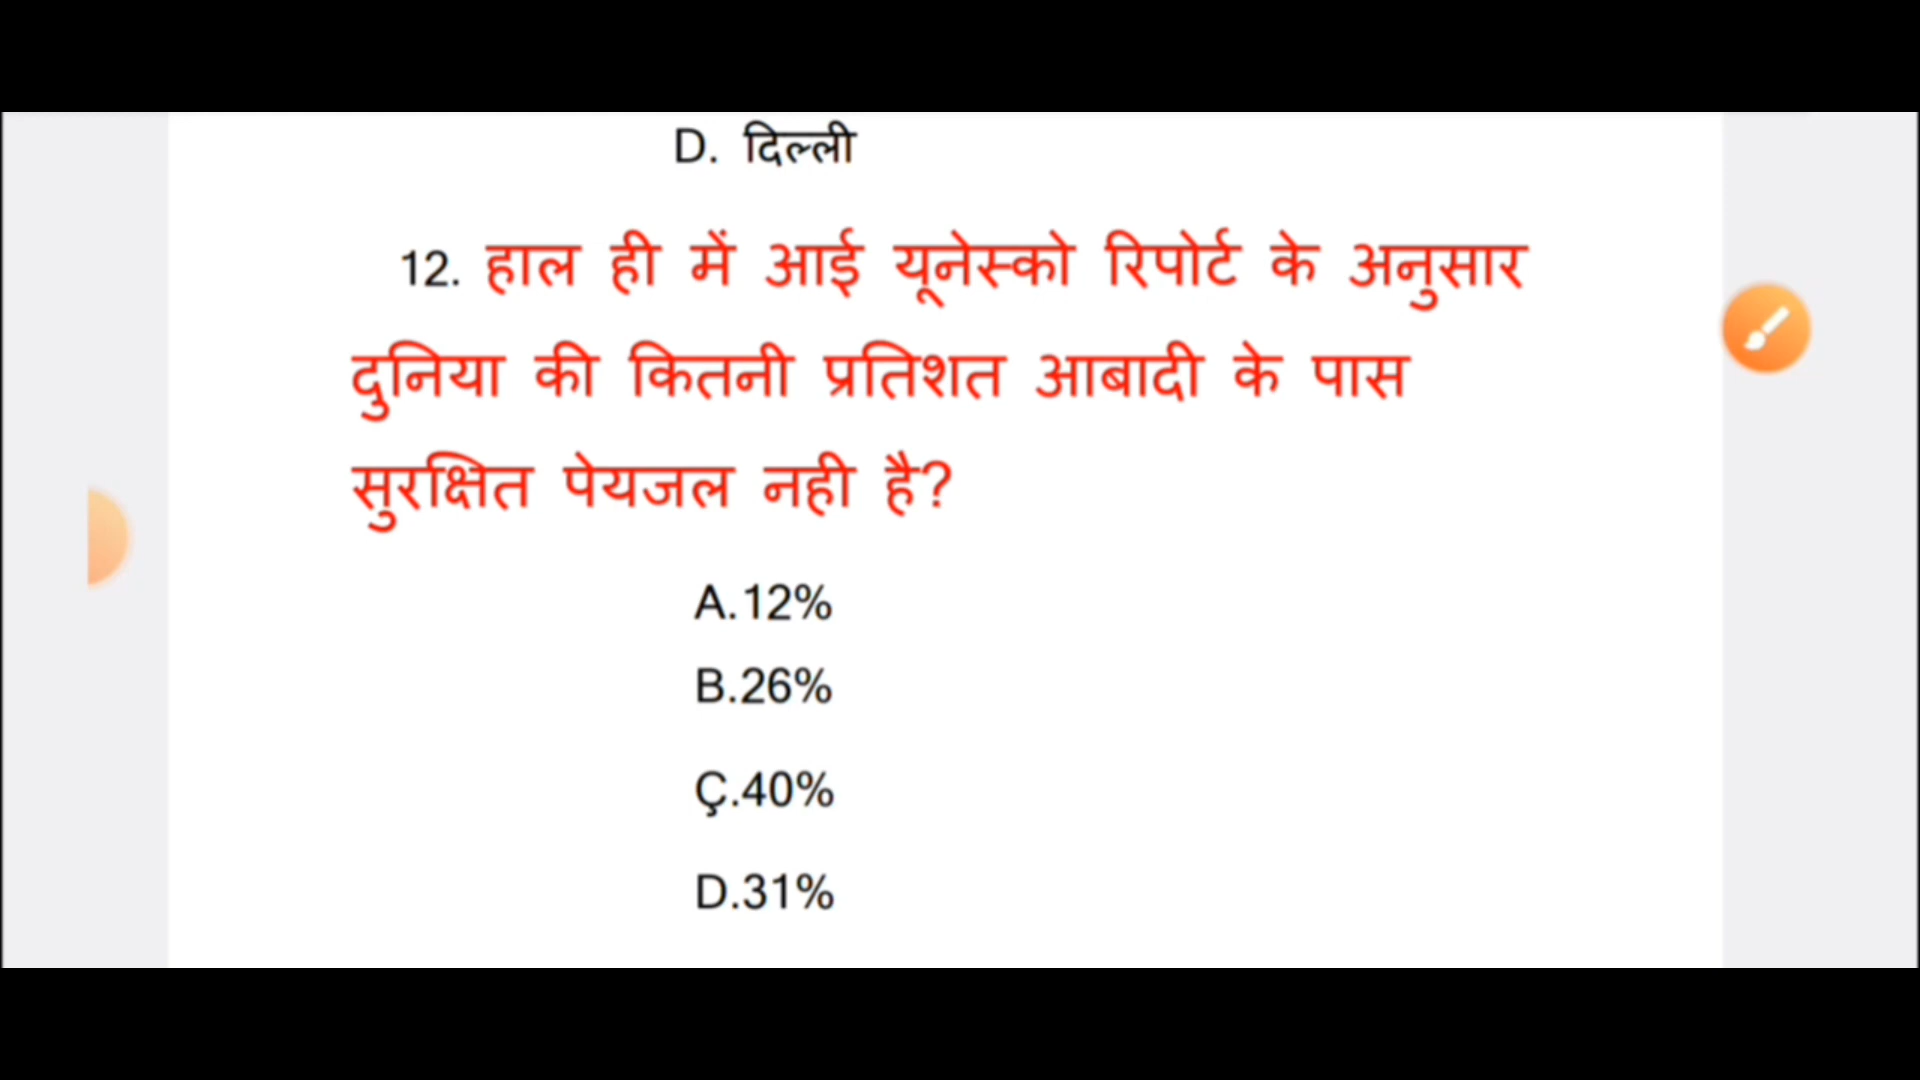 D. दिल्ली
12. हाल ही में आई यूनेस्को रिपोर्ट के अनुसार
दुनिया की कितनी प्रतिशत आबादी के पास
सुरक्षित पेयजल नही है?
A.12%
B.26%
Ç.40%
D.31%